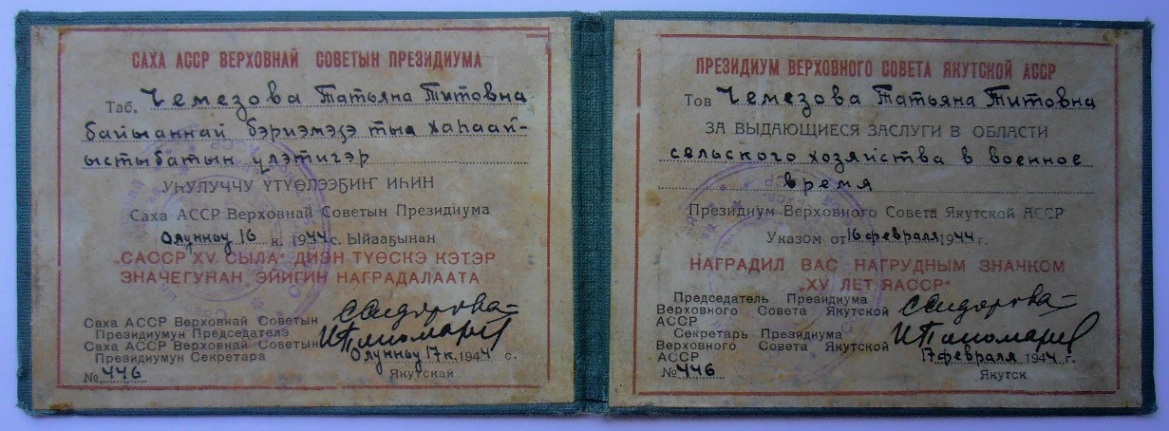 САХА АССР ВЕРХОВНАЙ СОВЕТЫН ПРЕЗИДИУМА
Таб. Чемезова Татьяна Титовна
байыаннай бэриэмэҕэ тыа хаһаай-
ыстыбатын үлэтигэр
УҺУЛУЧЧУ ҮТҮӨЛЭЭҔИҤ ИҺИН
Саха АССР Верховнай Советын Президиума
Олунньу 16 к. 1944 с. Ыйааҕынан
„САССР XV СЫЛА" ДИЭН ТҮӨСКЭ КЭТЭР
ЗНАЧЕГУНАН ЭЙИГИН НАГРАДАЛААТА
Саха АССР Верховнай Советын
Президиумун Председателэ
Саха АССР Верховнай Советын
Президиумун Секретара
Олунньу 17 к. 1944 с.
№ 446
Якутскай
ПРЕЗИДИУМ ВЕРХОВНОГО СОВЕТА ЯКУТСКОЙ АССР
Тов Чемезова Татьяна Титовна
ЗА ВЫДАЮЩИЕСЯ ЗАСЛУГИ В ОБЛАСТИ
сельского хозяйства в военное
время
Президиум Верховного Совета Якутской АССР
Указом от 16 февраля 1944 г.
НАГРАДИЛ ВАС НАГРУДНЫМ ЗНАЧКОМ
„XV ЛЕТ ЯАССР"
Председатель Президиума
Верховного Совета Якутской
АССР
Секретарь Президиума
Верховного Совета Якутской
АССР
17 февраля 1944 г.
№ 446
Якутск